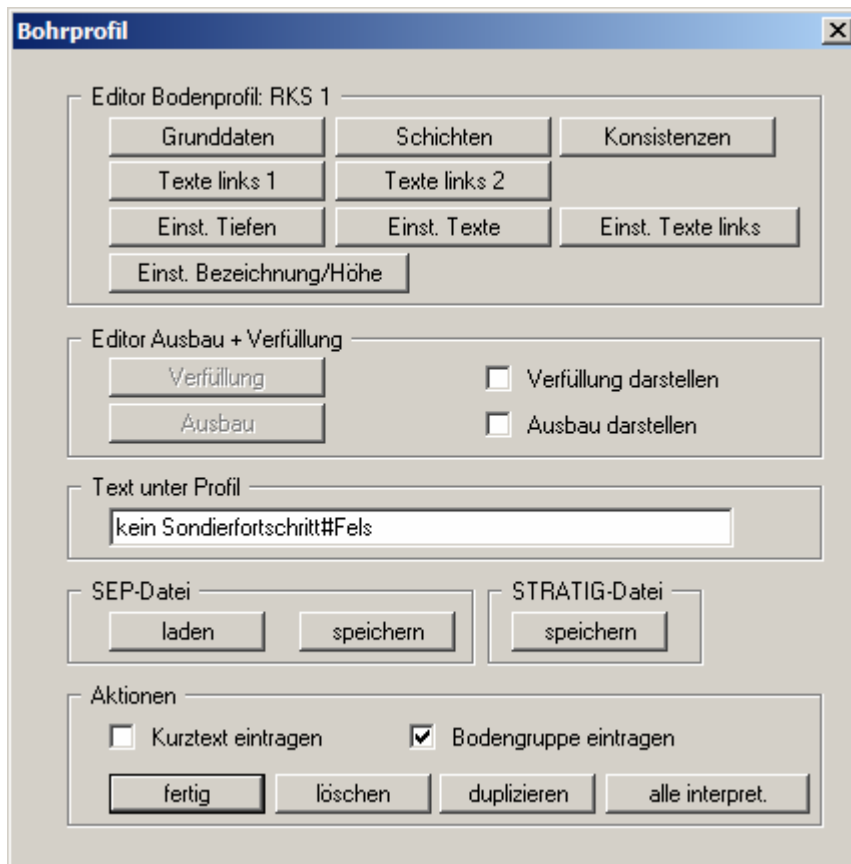 Bohrprofil
Editor Bodenprofil: RKS 1
Grunddaten Schichten Konsistenzen
Texte links 1 Texte links 2
Einst. Tiefen Einst. Texte Einst. Texte links
Einst. Bezeichnung/Höhe
Editor Ausbau + Verfüllung
Verfüllung Verfüllung darstellen
Ausbau Ausbau darstellen
Text unter Profil
kein Sondierfortschritt#Fels
SEP-Datei STRATIG-Datei
laden speichern speichern
Aktionen
Kurztext eintragen Bodengruppe eintragen
fertig löschen duplizieren alle interpret.